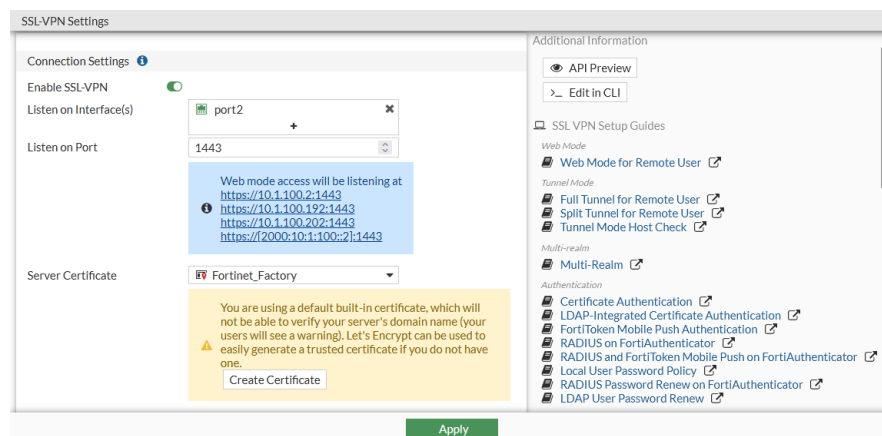 SSL-VPN Settings
Connection Settings
Enable SSL-VPN
Listen on Interface(s)
port2
+
Listen on Port
1443
Web mode access will be listening at
https://10.1.100.2:1443
https://10.1.100.192:1443
https://10.1.100.202:1443
https://[2000:10:1:100::2]:1443
Server Certificate
Fortinet_Factory
You are using a default built-in certificate, which will
not be able to verify your server's domain name (your
users will see a warning). Let's Encrypt can be used to
easily generate a trusted certificate if you do not have
one.
Create Certificate
Additional Information
API Preview
>_ Edit in CLI
SSL VPN Setup Guides
Web Mode
Web Mode for Remote User
Tunnel Mode
Full Tunnel for Remote User
Split Tunnel for Remote User
Tunnel Mode Host Check
Multi-realm
Multi-Realm
Authentication
Certificate Authentication
LDAP-Integrated Certificate Authentication
FortiToken Mobile Push Authentication
RADIUS on FortiAuthenticator
RADIUS and FortiToken Mobile Push on FortiAuthenticator
Local User Password Policy
RADIUS Password Renew on FortiAuthenticator
LDAP User Password Renew
Apply